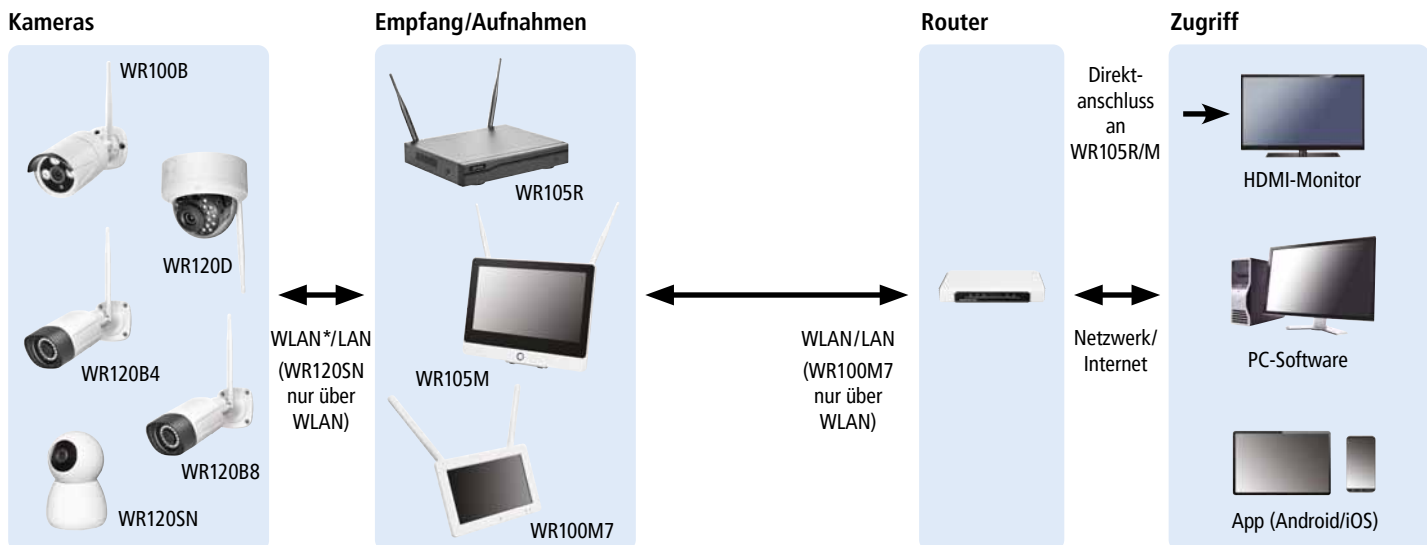 Kameras
WR100B
WR120D
WR120B4
WR120B8
WR120SN
WLAN*/LAN
(WR120SN
nur über
WLAN)
Empfang/Aufnahmen
WR105R
WR105M
WR100M7
WLAN/LAN
(WR100M7
nur über
WLAN)
Router
Netzwerk/
Internet
Direkt-
anschluss
an
WR105R/M
Zugriff
HDMI-Monitor
PC-Software
App (Android/iOS)